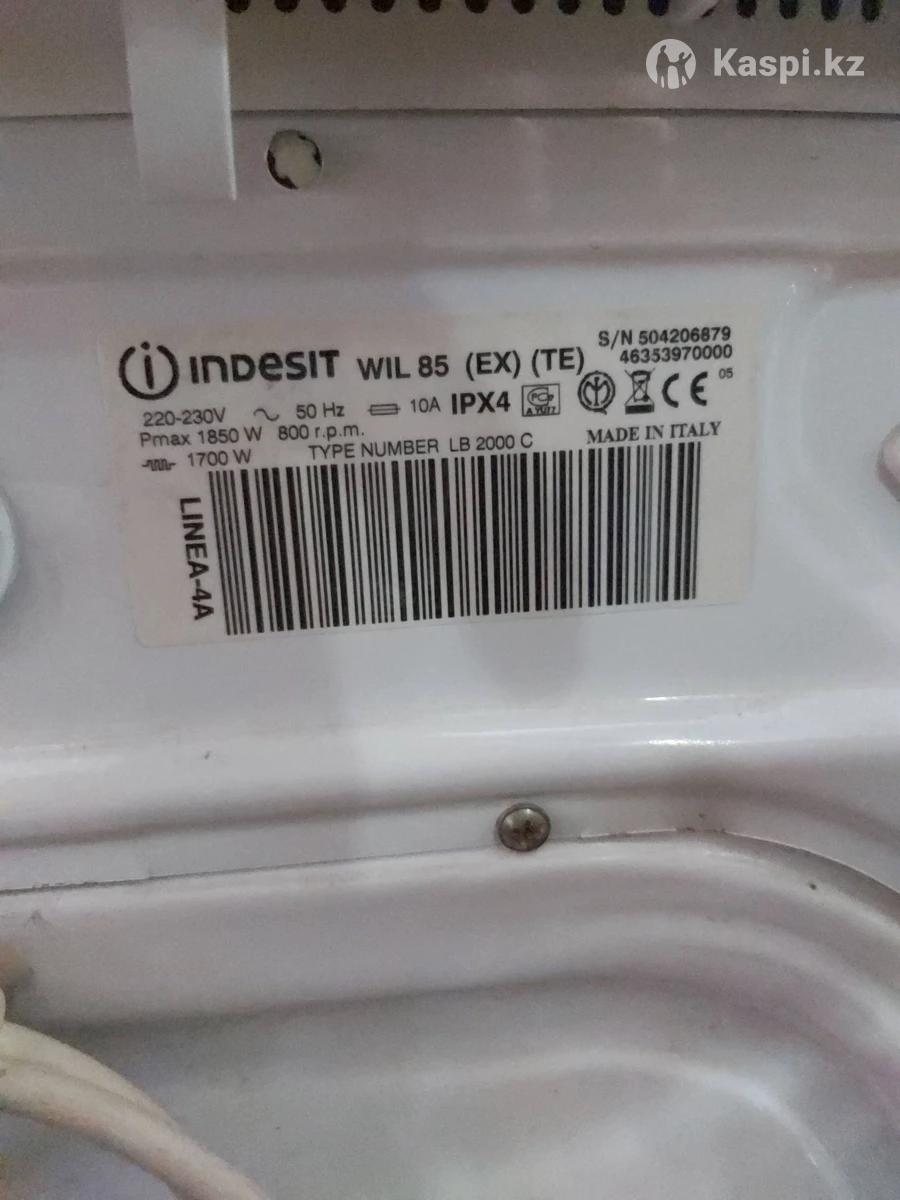 Kaspi.kz
INDESIT WIL 85 (EX) (TE)
S/N 504206879
46353970000
220-230V 50 Hz 10A IPX4 CE 05
Pmax 1850 W 800 r.p.m.
1700 W TYPE NUMBER LB 2000 C MADE IN ITALY
LINEA-4A